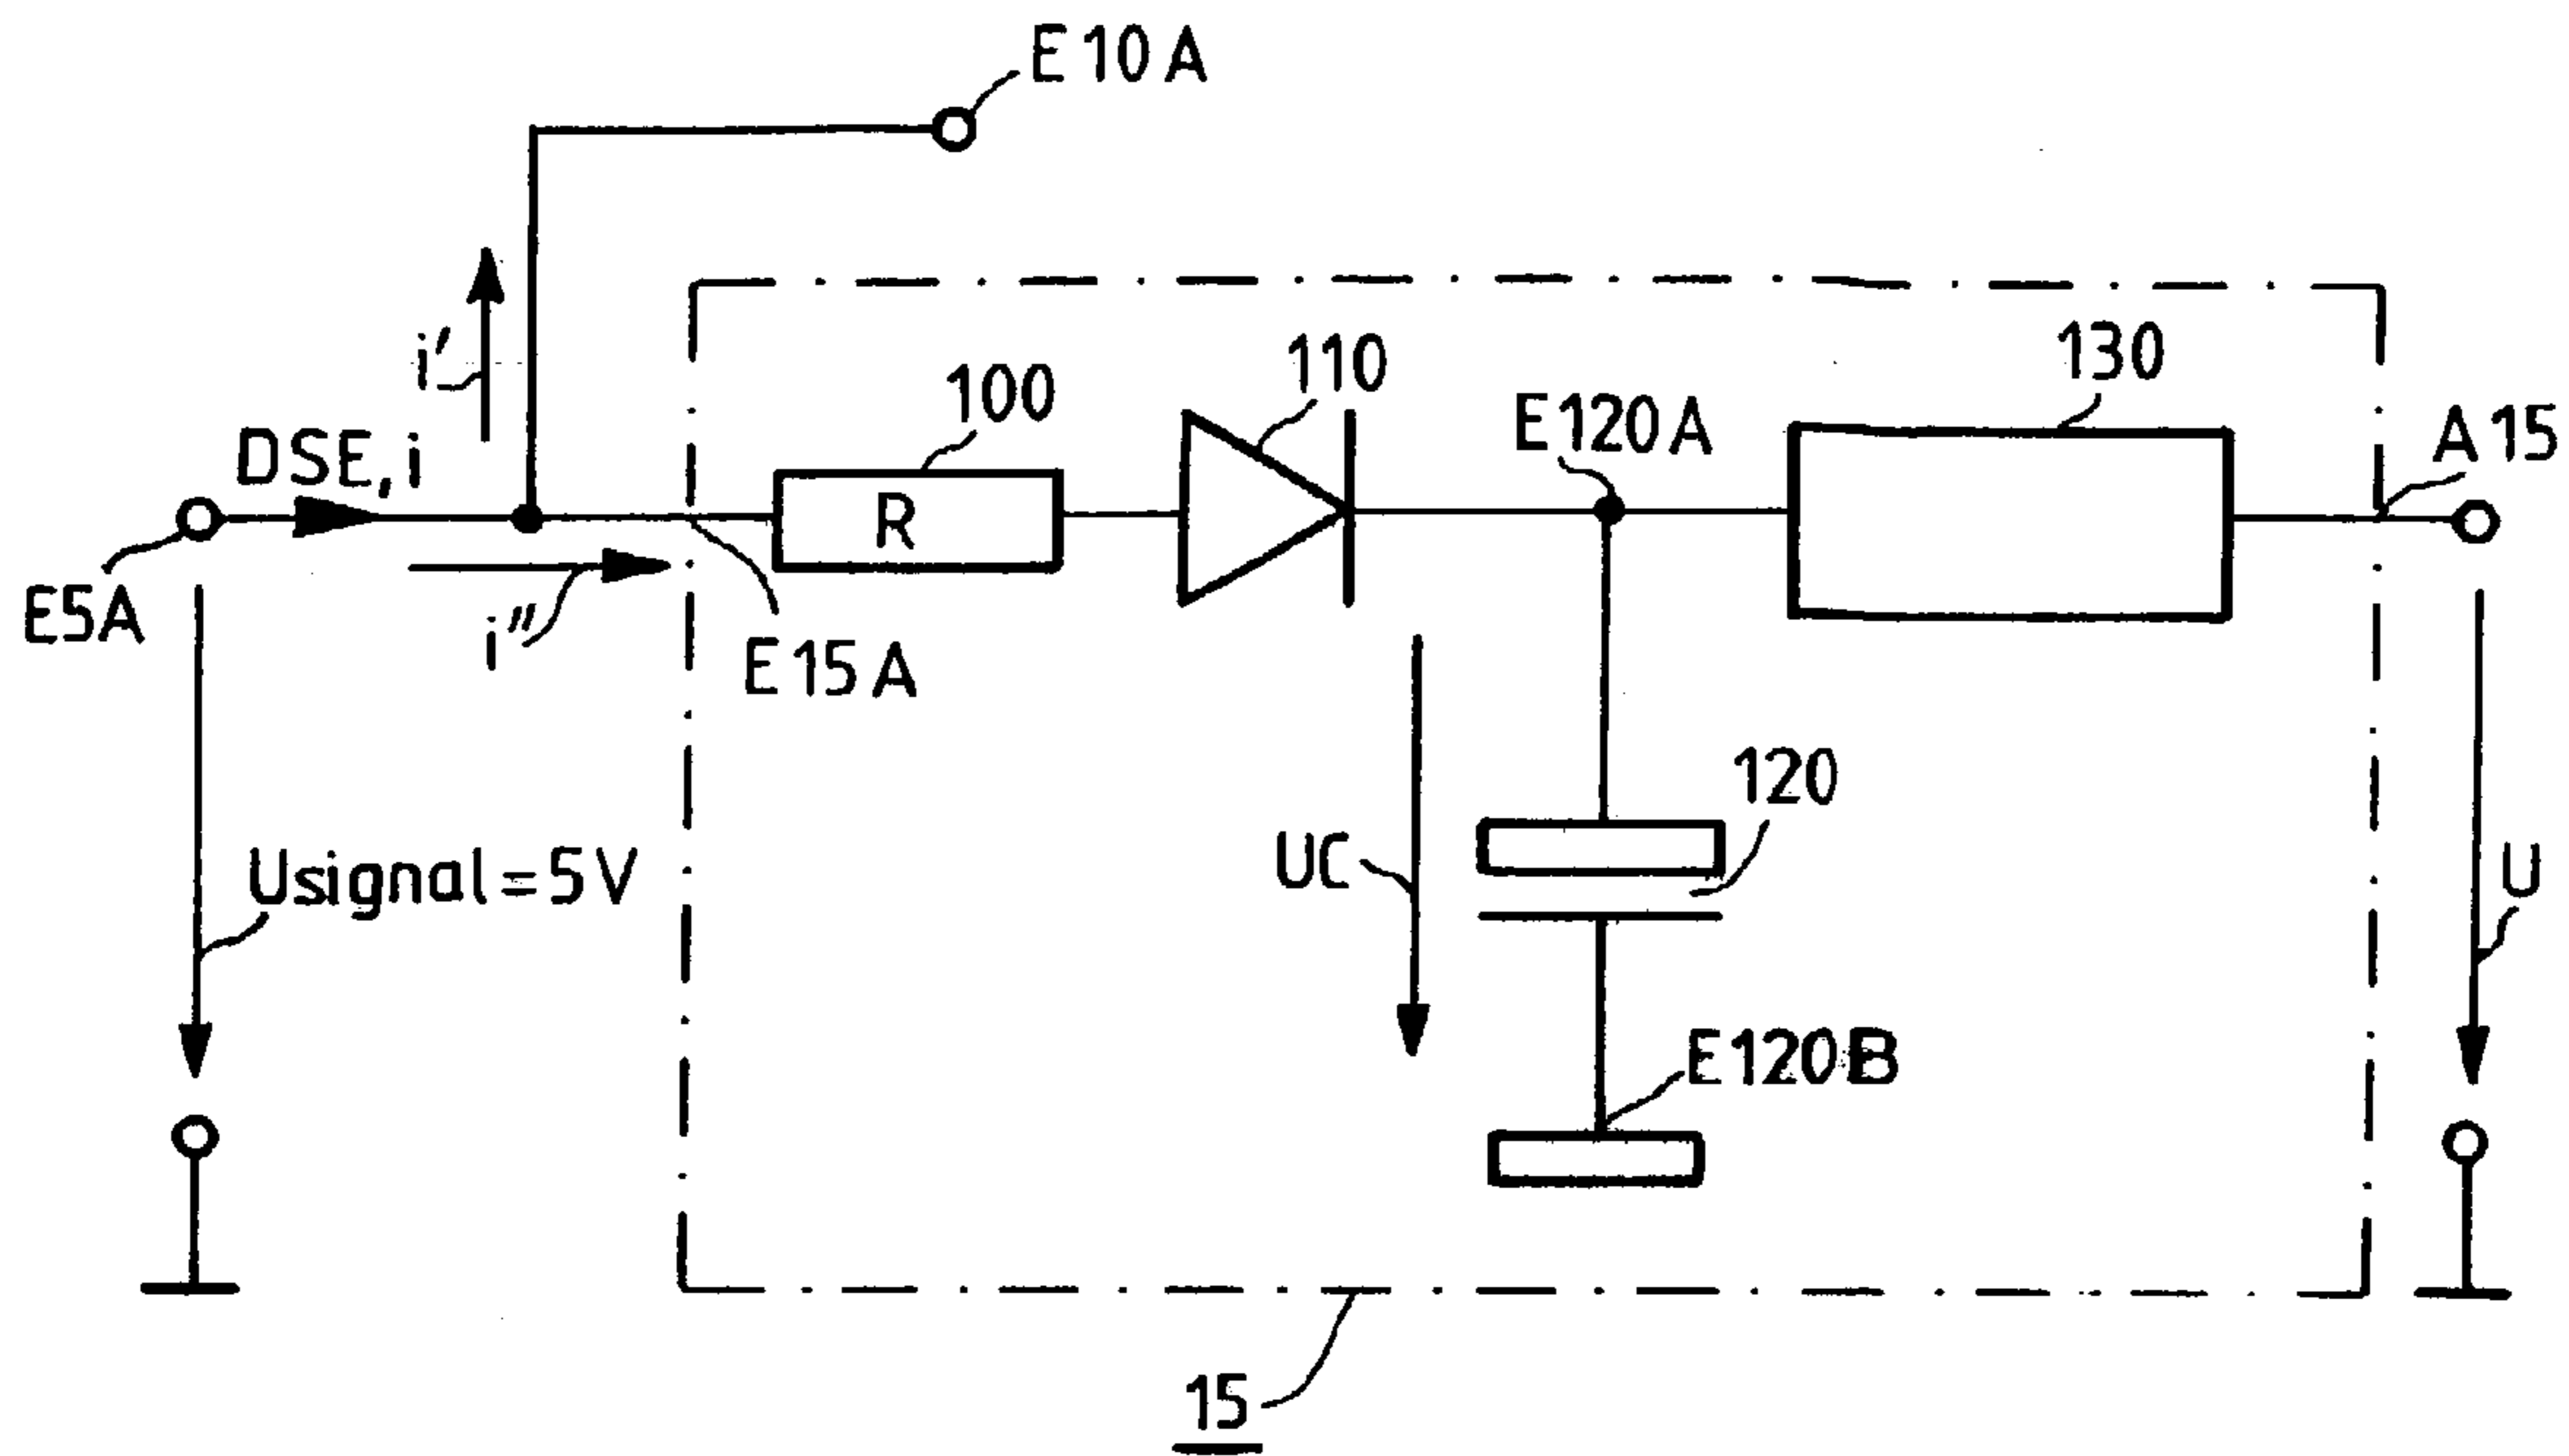 E10A
i'
100
110
130
DSE, i
E120A
A15
R
E5A
i"
E15A
120
Usignal=5V
UC
U
E120B
15